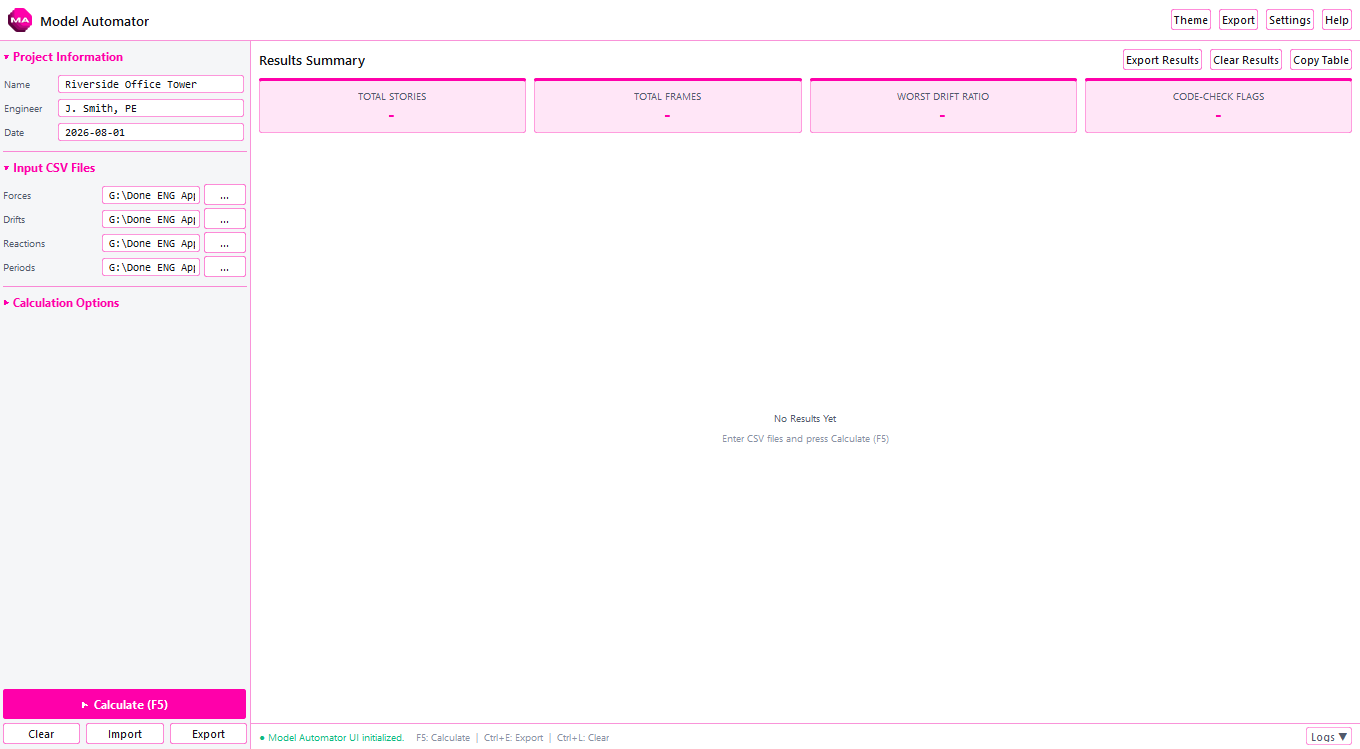 MA Model Automator Theme Export Settings Help
▾ Project Information
Name Riverside Office Tower
Engineer J. Smith, PE
Date 2026-08-01
▾ Input CSV Files
Forces G:\Done ENG Ap ...
Drifts G:\Done ENG Ap ...
Reactions G:\Done ENG Ap ...
Periods G:\Done ENG Ap ...
▸ Calculation Options
▸ Calculate (F5)
Clear Import Export
Results Summary Export Results Clear Results Copy Table
TOTAL STORIES TOTAL FRAMES WORST DRIFT RATIO CODE-CHECK FLAGS
- - - -
No Results Yet
Enter CSV files and press Calculate (F5)
● Model Automator UI initialized. F5: Calculate | Ctrl+E: Export | Ctrl+L: Clear Logs ▼